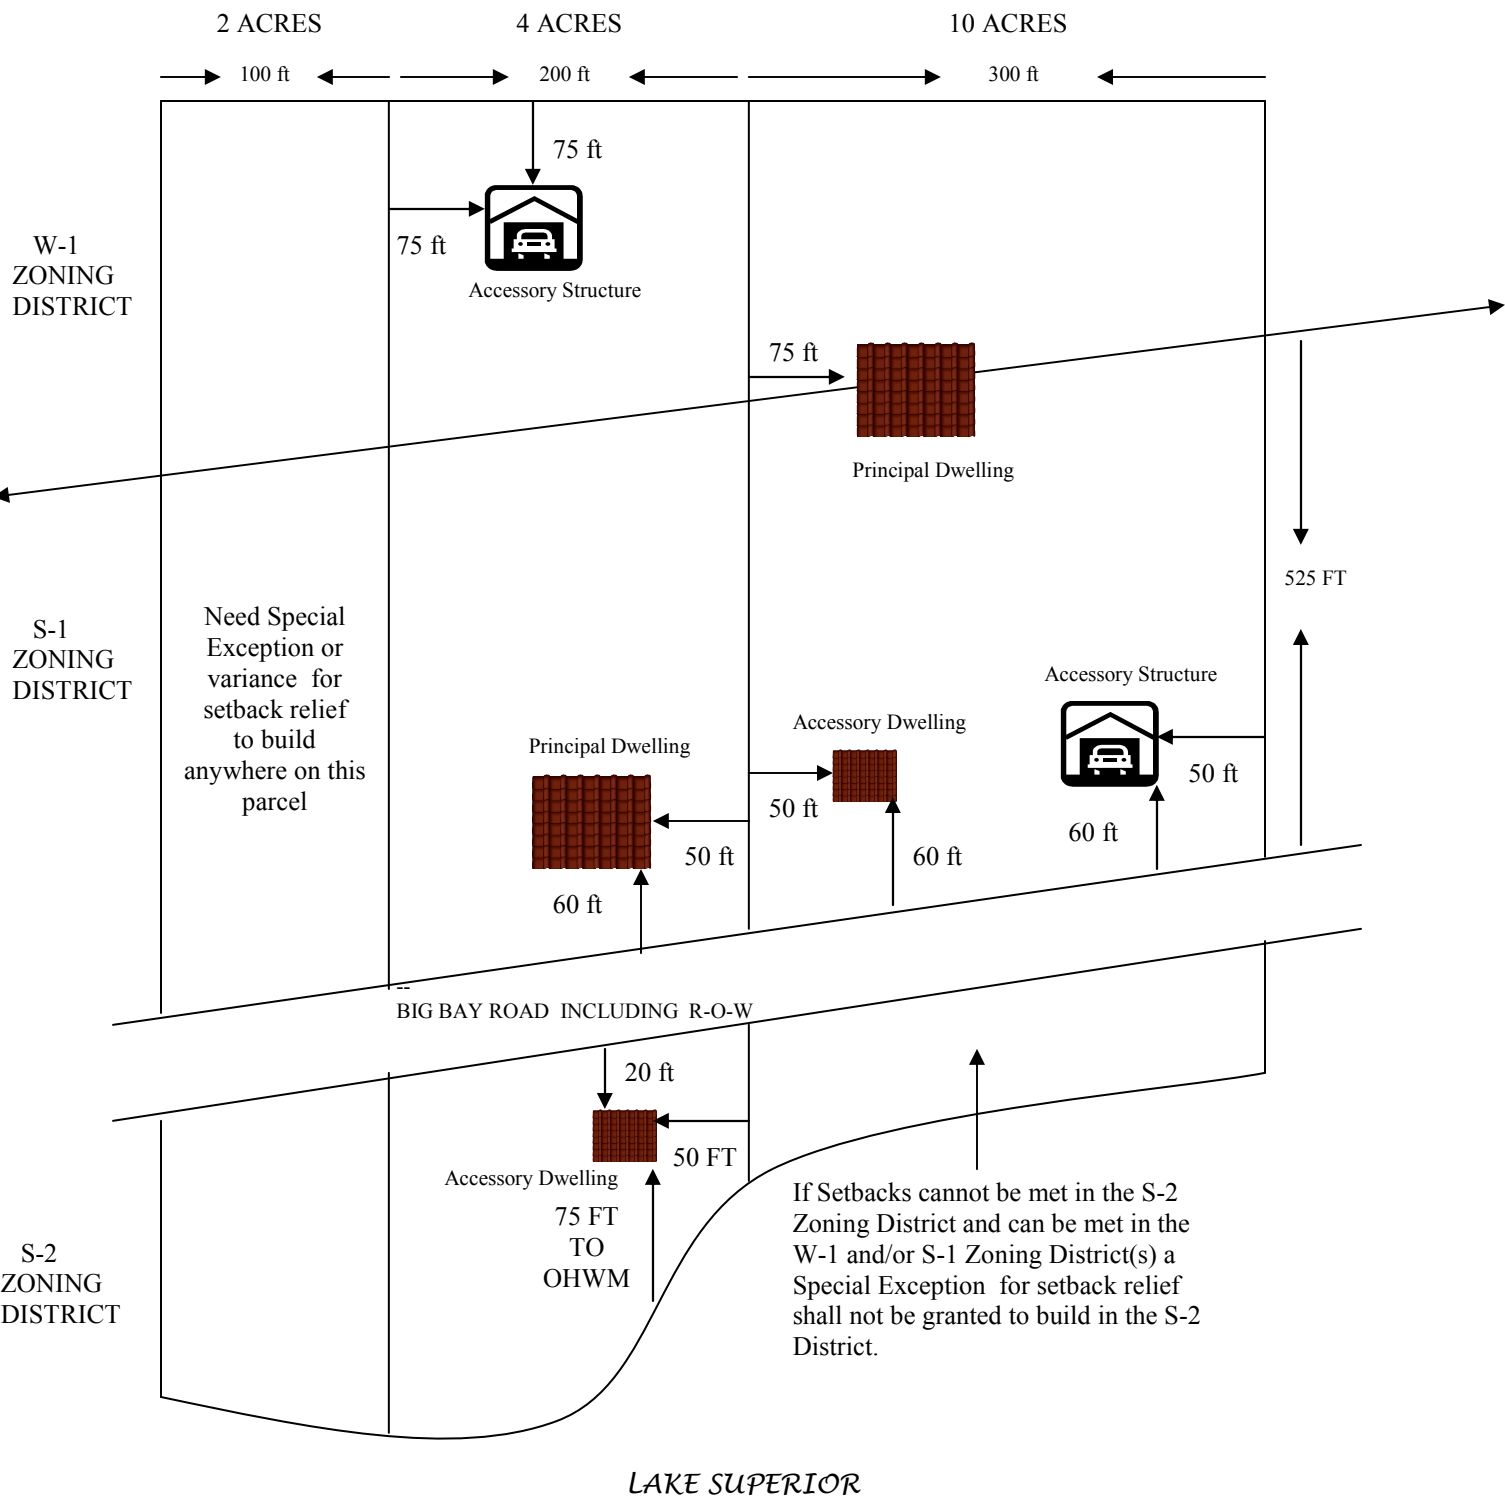 2 ACRES
4 ACRES
10 ACRES
100 ft
200 ft
300 ft
75 ft
75 ft
Accessory Structure
W-1
ZONING
DISTRICT
75 ft
Principal Dwelling
525 FT
S-1
ZONING
DISTRICT
Need Special
Exception or
variance for
setback relief
to build
anywhere on this
parcel
Principal Dwelling
50 ft
60 ft
Accessory Dwelling
50 ft
60 ft
Accessory Structure
50 ft
60 ft
--
BIG BAY ROAD INCLUDING R-O-W
20 ft
50 FT
Accessory Dwelling
75 FT
TO
OHWM
S-2
ZONING
DISTRICT
If Setbacks cannot be met in the S-2
Zoning District and can be met in the
W-1 and/or S-1 Zoning District(s) a
Special Exception for setback relief
shall not be granted to build in the S-2
District.
LAKE SUPERIOR